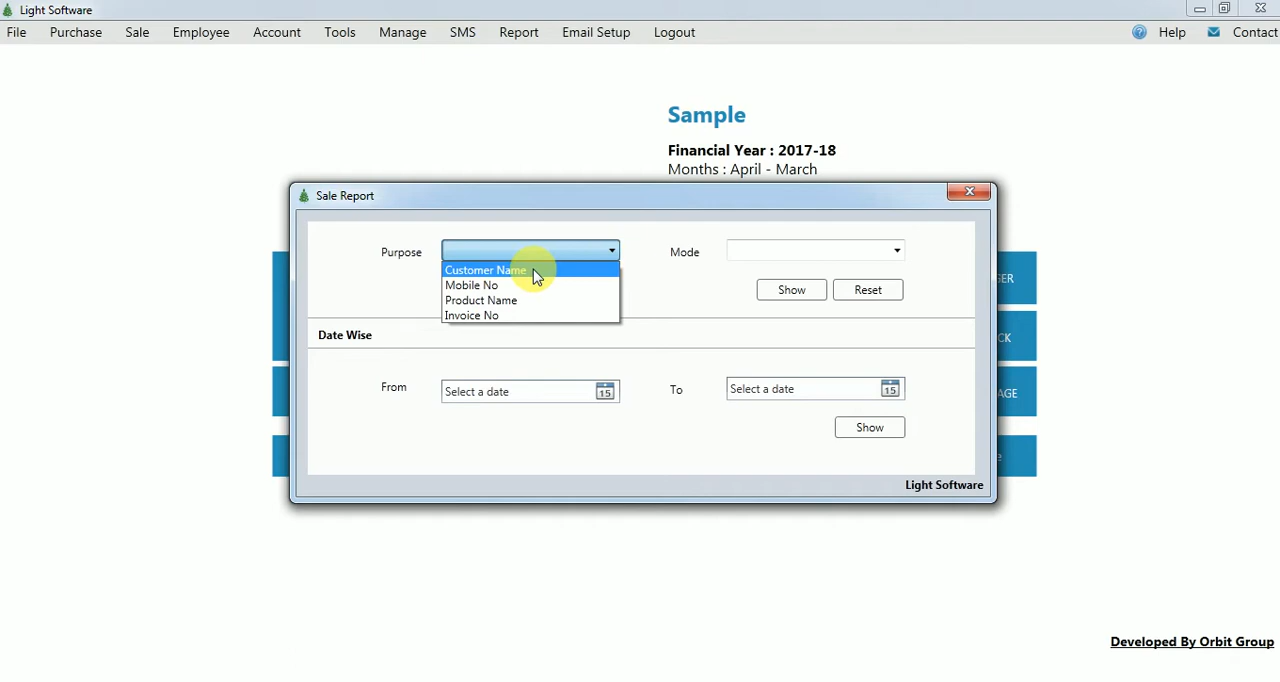 Light Software
File Purchase Sale Employee Account Tools Manage SMS Report Email Setup Logout Help Contact
Sample
Financial Year : 2017-18
Months : April - March
Sale Report
Purpose Mode
Customer Name
Mobile No
Product Name
Invoice No
Show Reset
Date Wise
From Select a date 15 To Select a date 15
Show
Light Software
Developed By Orbit Group